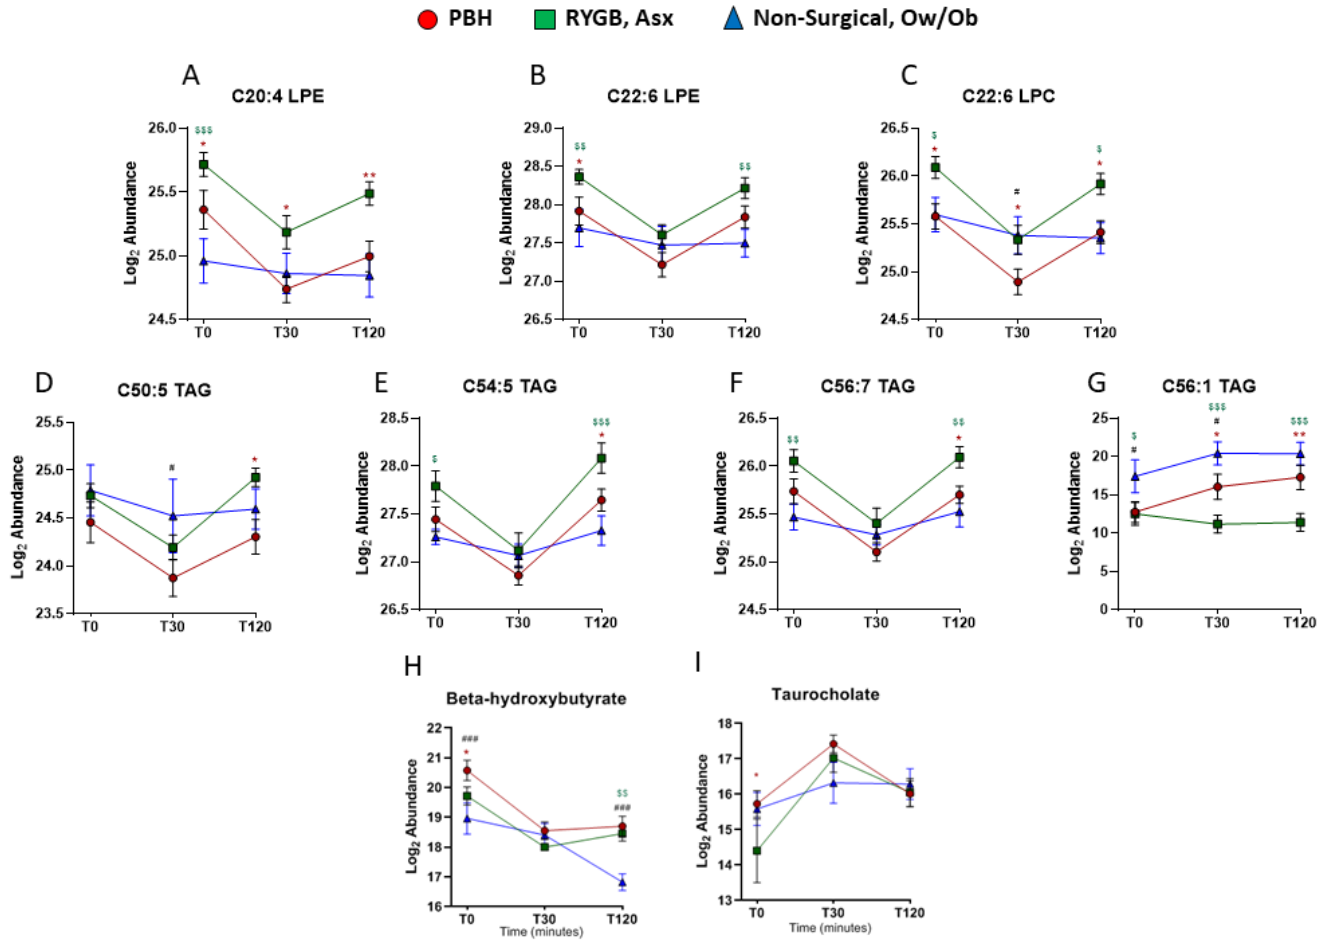 PBH RYGB, Asx Non-Surgical, Ow/Ob
A
C20:4 LPE
Log2 Abundance
26.0
25.5
25.0
24.5
$$$
*
*
**
T0 T30 T120
B
C22:6 LPE
Log2 Abundance
29.0
28.5
28.0
27.5
27.0
26.5
$$
*
$$
T0 T30 T120
C
C22:6 LPC
Log2 Abundance
26.5
26.0
25.5
25.0
24.5
$
*
#
*
$
*
T0 T30 T120
D
C50:5 TAG
Log2 Abundance
25.5
25.0
24.5
24.0
23.5
#
*
T0 T30 T120
E
C54:5 TAG
Log2 Abundance
28.5
28.0
27.5
27.0
26.5
$
$$$
*
T0 T30 T120
F
C56:7 TAG
Log2 Abundance
26.5
26.0
25.5
25.0
24.5
$$
$$
*
T0 T30 T120
G
C56:1 TAG
Log2 Abundance
25
20
15
10
5
0
$
#
$$$
#
*
$$$
**
T0 T30 T120
H
Beta-hydroxybutyrate
Log2 Abundance
22
21
20
19
18
17
16
###
*
$$
###
T0 T30 T120
Time (minutes)
I
Taurocholate
Log2 Abundance
18
17
16
15
14
13
*
T0 T30 T120
Time (minutes)